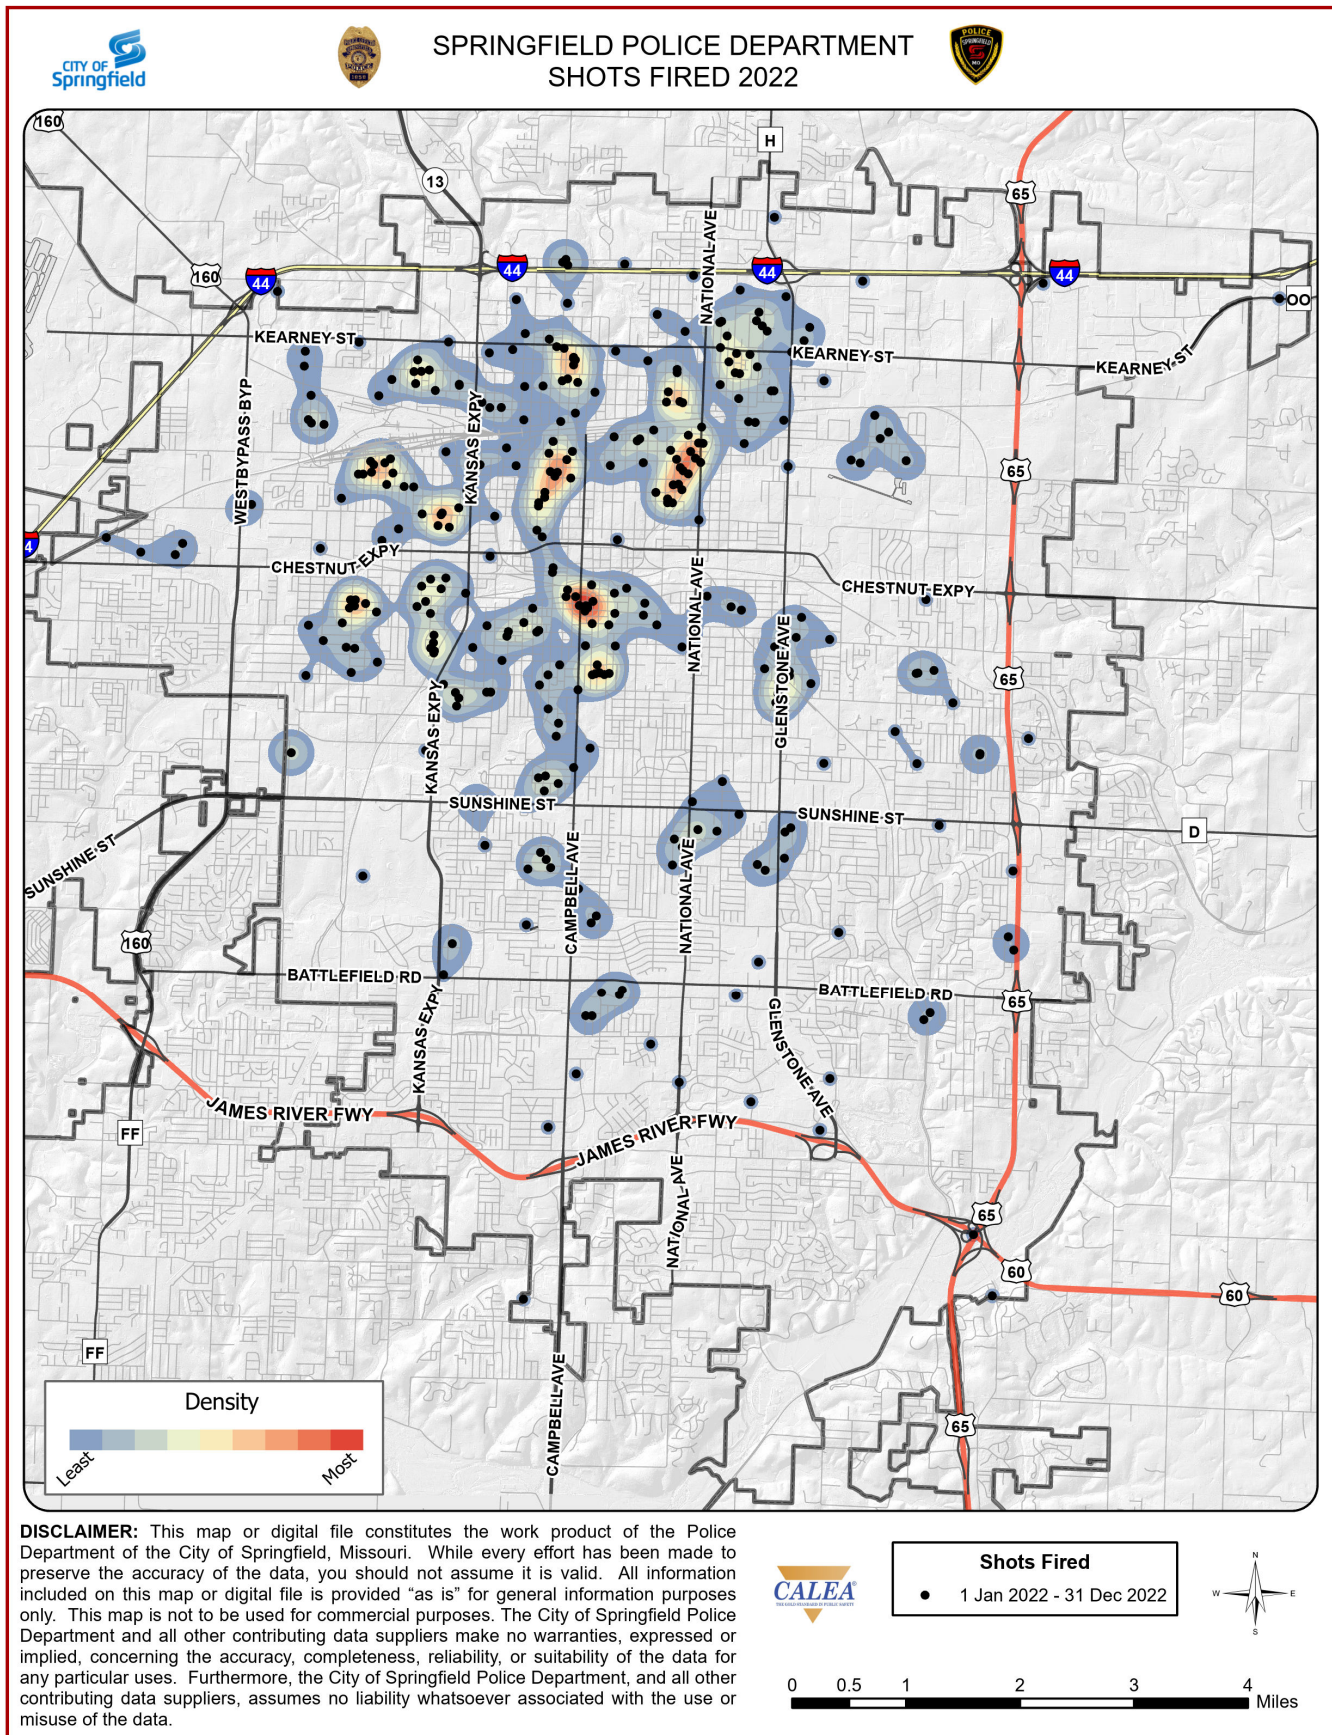 CITY OF
Springfield
1858
SPRINGFIELD POLICE DEPARTMENT
SHOTS FIRED 2022
POLICE
SPRINGFIELD
MO
160
H
13
65
NATIONAL AVE
160
44
44
44
44
OO
KEARNEY ST
KEARNEY ST
KEARNEY ST
WESTBYPASS BYP
KANSAS EXPY
65
4
CHESTNUT EXPY
CHESTNUT EXPY
NATIONAL AVE
GLENSTONE AVE
65
KANSAS EXPY
SUNSHINE ST
SUNSHINE ST
D
SUNSHINE ST
CAMPBELL AVE
NATIONAL AVE
160
BATTLEFIELD RD
BATTLEFIELD RD
65
KANSAS EXPY
GLENSTONE AVE
JAMES RIVER FWY
JAMES RIVER FWY
FF
NATIONAL AVE
65
60
60
FF
CAMPBELL AVE
65
Density
Least
Most
DISCLAIMER: This map or digital file constitutes the work product of the Police
Department of the City of Springfield, Missouri. While every effort has been made to
preserve the accuracy of the data, you should not assume it is valid. All information
included on this map or digital file is provided “as is” for general information purposes
only. This map is not to be used for commercial purposes. The City of Springfield Police
Department and all other contributing data suppliers make no warranties, expressed or
implied, concerning the accuracy, completeness, reliability, or suitability of the data for
any particular uses. Furthermore, the City of Springfield Police Department, and all other
contributing data suppliers, assumes no liability whatsoever associated with the use or
misuse of the data.
CALEA®
THE GOLD STANDARD IN PUBLIC SAFETY
Shots Fired
1 Jan 2022 - 31 Dec 2022
N
W E
S
0 0.5 1 2 3 4
Miles